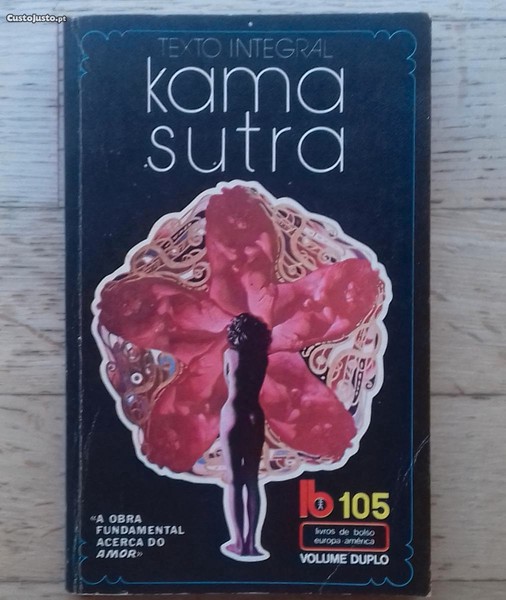 CustoJusto.pt
TEXTO INTEGRAL
kama
sutra
«A OBRA
FUNDAMENTAL
ACERCA DO
AMOR»
lb 105
livros de bolso
europa américa
VOLUME DUPLO